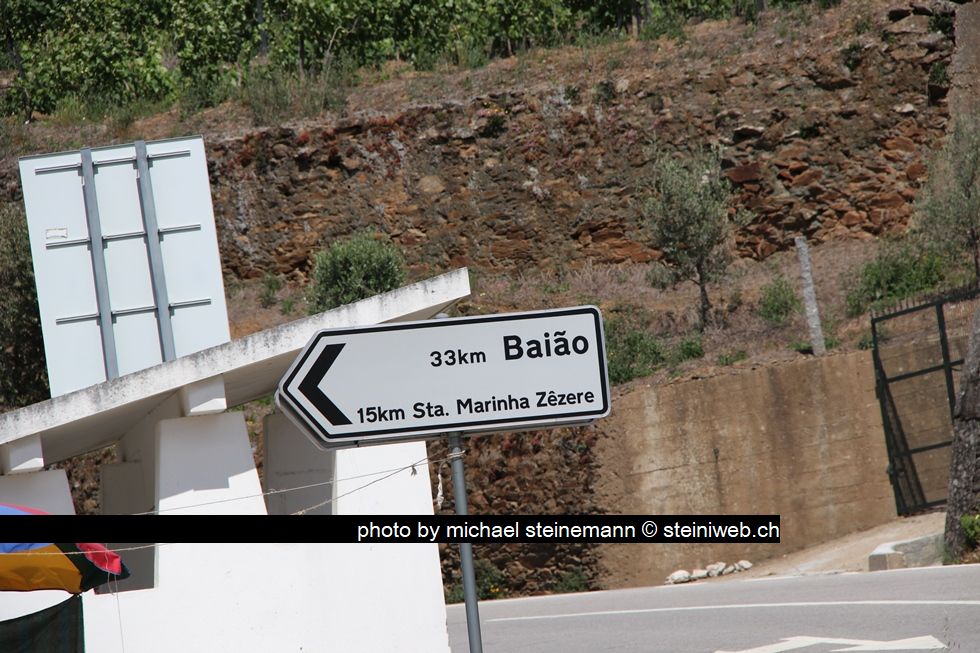 33km Baião
15km Sta. Marinha Zêzere
photo by michael steinemann © steiniweb.ch